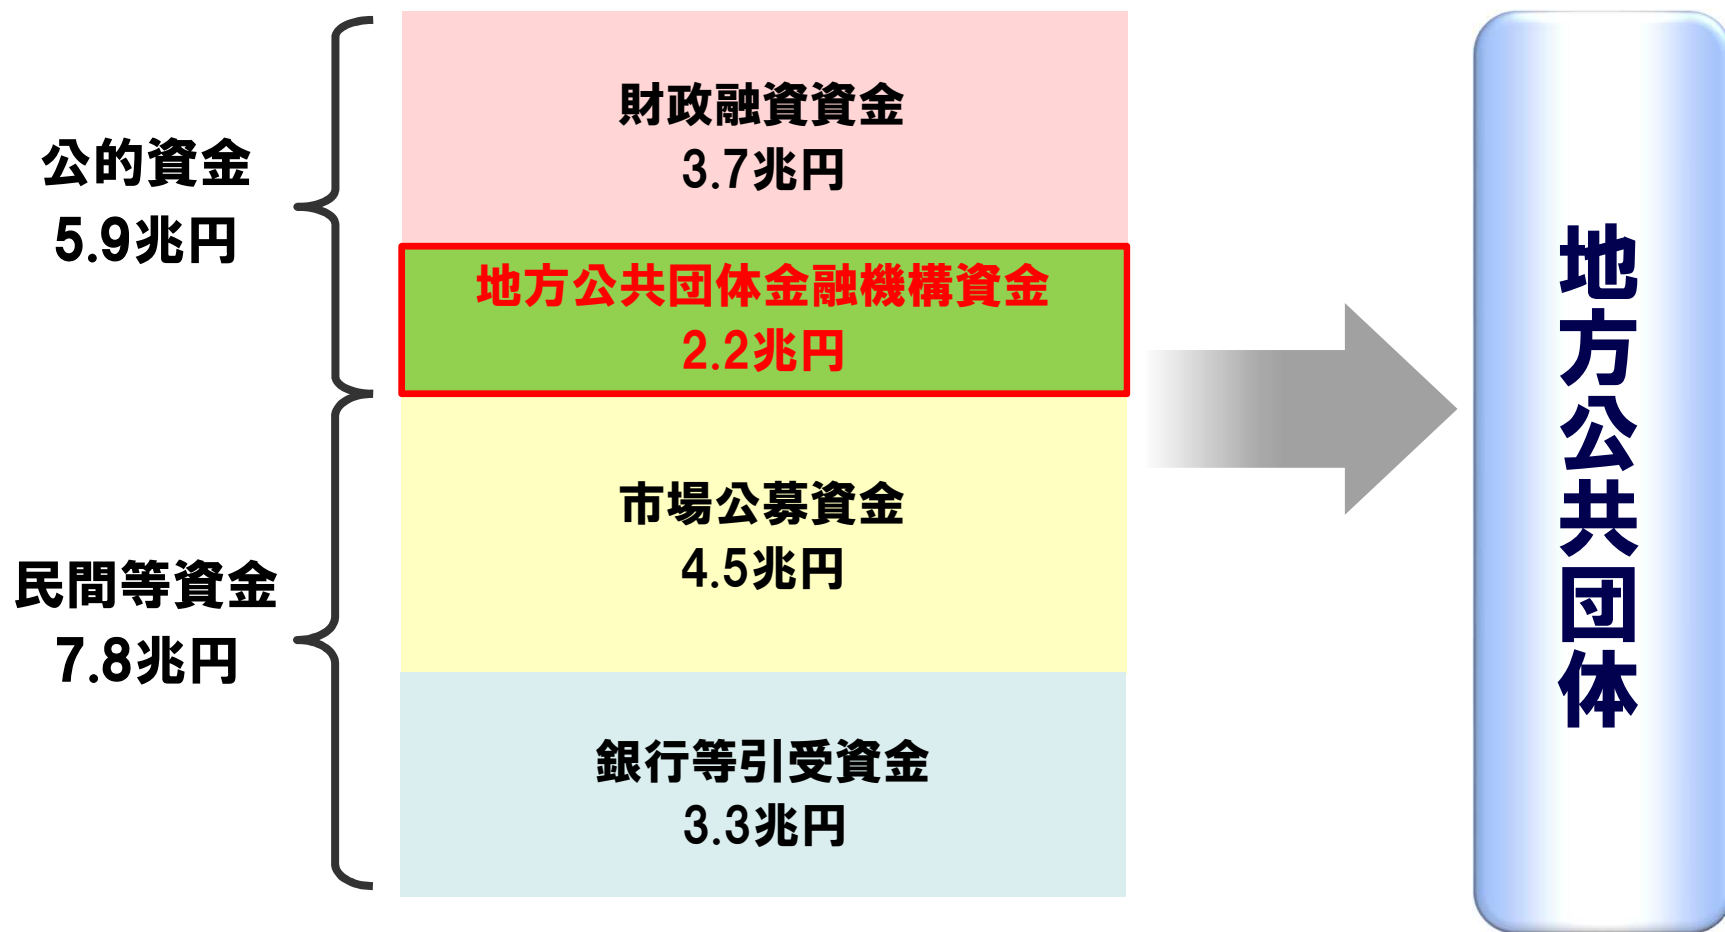 公的資金
5.9兆円
財政融資資金
3.7兆円
地方公共団体金融機構資金
2.2兆円
民間等資金
7.8兆円
市場公募資金
4.5兆円
銀行等引受資金
3.3兆円
地方公共団体